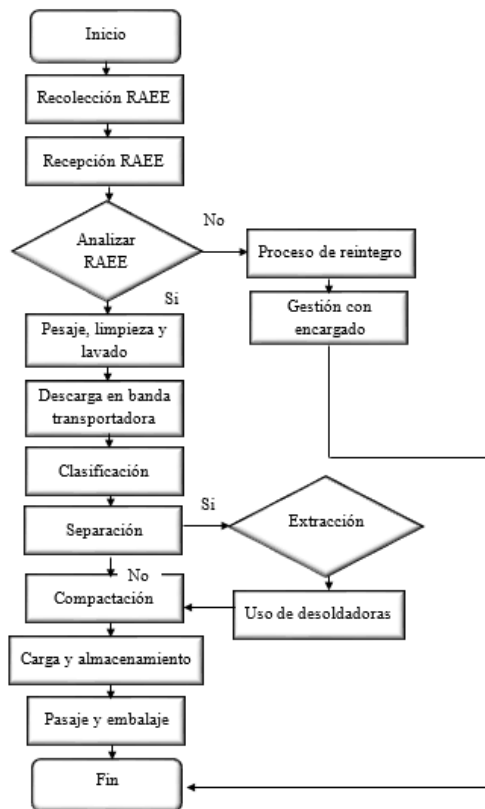 Inicio
Recolección RAEE
Recepción RAEE
Analizar
RAEE
No
Proceso de reintegro
Gestión con
encargado
Si
Pesaje, limpieza y
lavado
Descarga en banda
transportadora
Clasificación
Separación
Si
Extracción
No
Compactación
Uso de desoldadoras
Carga y almacenamiento
Pasaje y embalaje
Fin